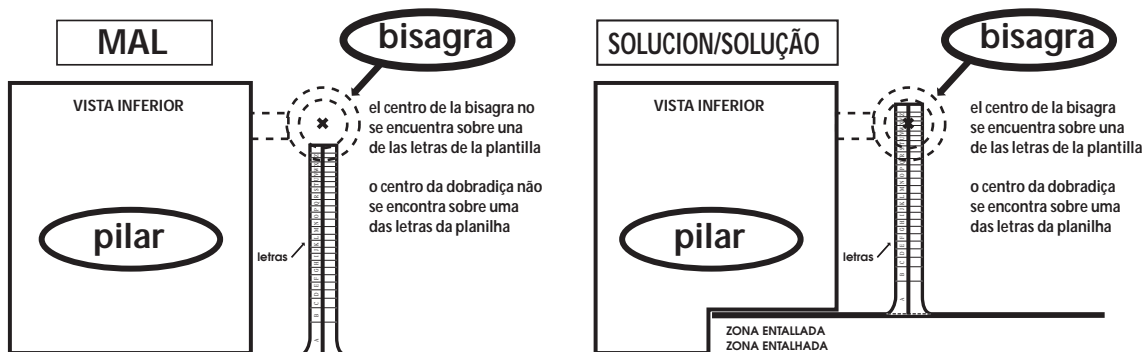 MAL
bisagra
VISTA INFERIOR
el centro de la bisagra no
se encuentra sobre una
de las letras de la plantilla
o centro da dobradiça não
se encontra sobre uma
das letras da planilha
pilar
letras
SOLUCION/SOLUÇÃO
bisagra
VISTA INFERIOR
el centro de la bisagra
se encuentra sobre una
de las letras de la plantilla
o centro da dobradiça
se encontra sobre uma
das letras da planilha
pilar
letras
ZONA ENTALLADA
ZONA ENTALHADA